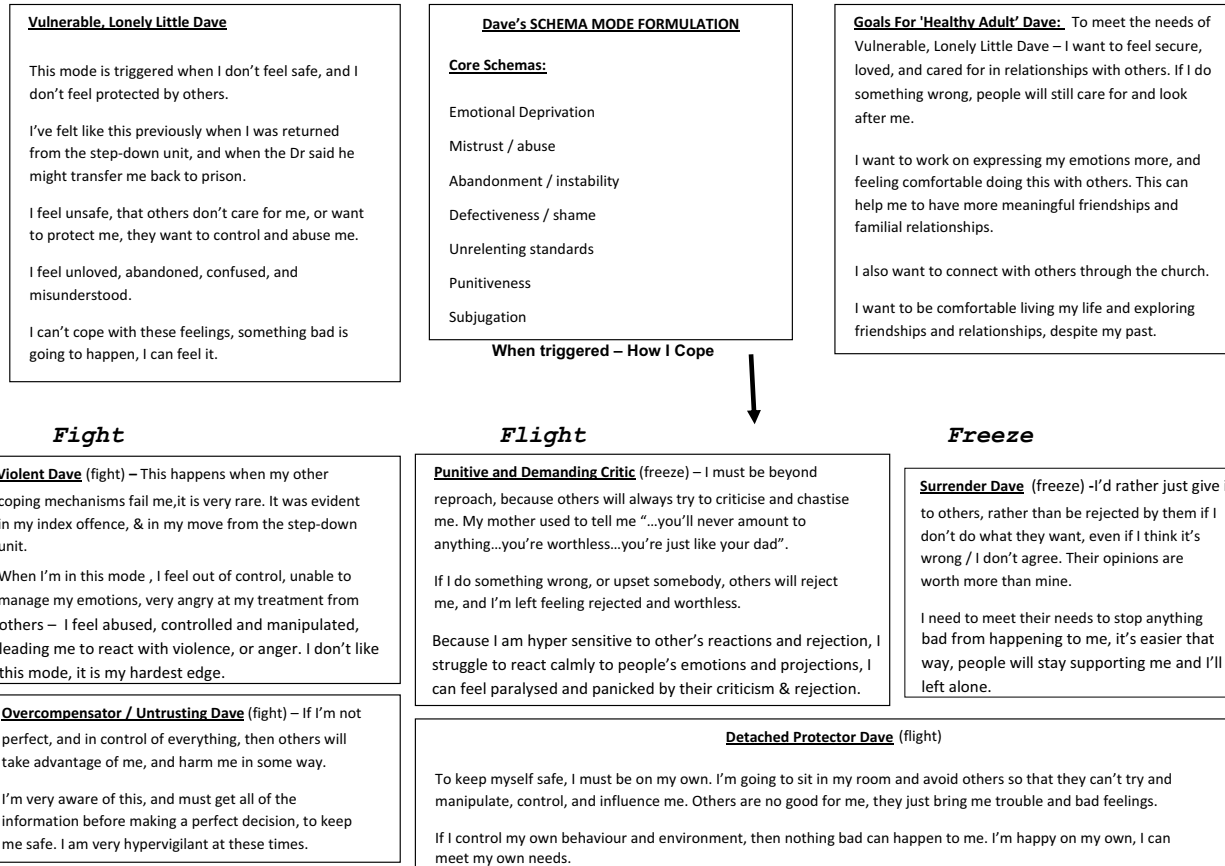 Vulnerable, Lonely Little Dave
This mode is triggered when I don't feel safe, and I
don't feel protected by others.
I've felt like this previously when I was returned
from the step-down unit, and when the Dr said he
might transfer me back to prison.
I feel unsafe, that others don't care for me, or want
to protect me, they want to control and abuse me.
I feel unloved, abandoned, confused, and
misunderstood.
I can't cope with these feelings, something bad is
going to happen, I can feel it.
Dave's SCHEMA MODE FORMULATION
Core Schemas:
Emotional Deprivation
Mistrust / abuse
Abandonment / instability
Defectiveness / shame
Unrelenting standards
Punitiveness
Subjugation
Goals For 'Healthy Adult' Dave: To meet the needs of
Vulnerable, Lonely Little Dave – I want to feel secure,
loved, and cared for in relationships with others. If I do
something wrong, people will still care for and look
after me.
I want to work on expressing my emotions more, and
feeling comfortable doing this with others. This can
help me to have more meaningful friendships and
familial relationships.
I also want to connect with others through the church.
I want to be comfortable living my life and exploring
friendships and relationships, despite my past.
When triggered – How I Cope
Fight
Flight
Freeze
Violent Dave (fight) – This happens when my other
coping mechanisms fail me,it is very rare. It was evident
in my index offence, & in my move from the step-down
unit.
When I'm in this mode , I feel out of control, unable to
manage my emotions, very angry at my treatment from
others – I feel abused, controlled and manipulated,
leading me to react with violence, or anger. I don't like
this mode, it is my hardest edge.
Overcompensator / Untrusting Dave (fight) – If I'm not
perfect, and in control of everything, then others will
take advantage of me, and harm me in some way.
I'm very aware of this, and must get all of the
information before making a perfect decision, to keep
me safe. I am very hypervigilant at these times.
Punitive and Demanding Critic (freeze) – I must be beyond
reproach, because others will always try to criticise and chastise
me. My mother used to tell me "…you'll never amount to
anything…you're worthless…you're just like your dad".
If I do something wrong, or upset somebody, others will reject
me, and I'm left feeling rejected and worthless.
Because I am hyper sensitive to other's reactions and rejection, I
struggle to react calmly to people's emotions and projections, I
can feel paralysed and panicked by their criticism & rejection.
Surrender Dave (freeze) -I'd rather just give
to others, rather than be rejected by them if I
don't do what they want, even if I think it's
wrong / I don't agree. Their opinions are
worth more than mine.
I need to meet their needs to stop anything
bad from happening to me, it's easier that
way, people will stay supporting me and I'll
left alone.
Detached Protector Dave (flight)
To keep myself safe, I must be on my own. I'm going to sit in my room and avoid others so that they can't try and
manipulate, control, and influence me. Others are no good for me, they just bring me trouble and bad feelings.
If I control my own behaviour and environment, then nothing bad can happen to me. I'm happy on my own, I can
meet my own needs.